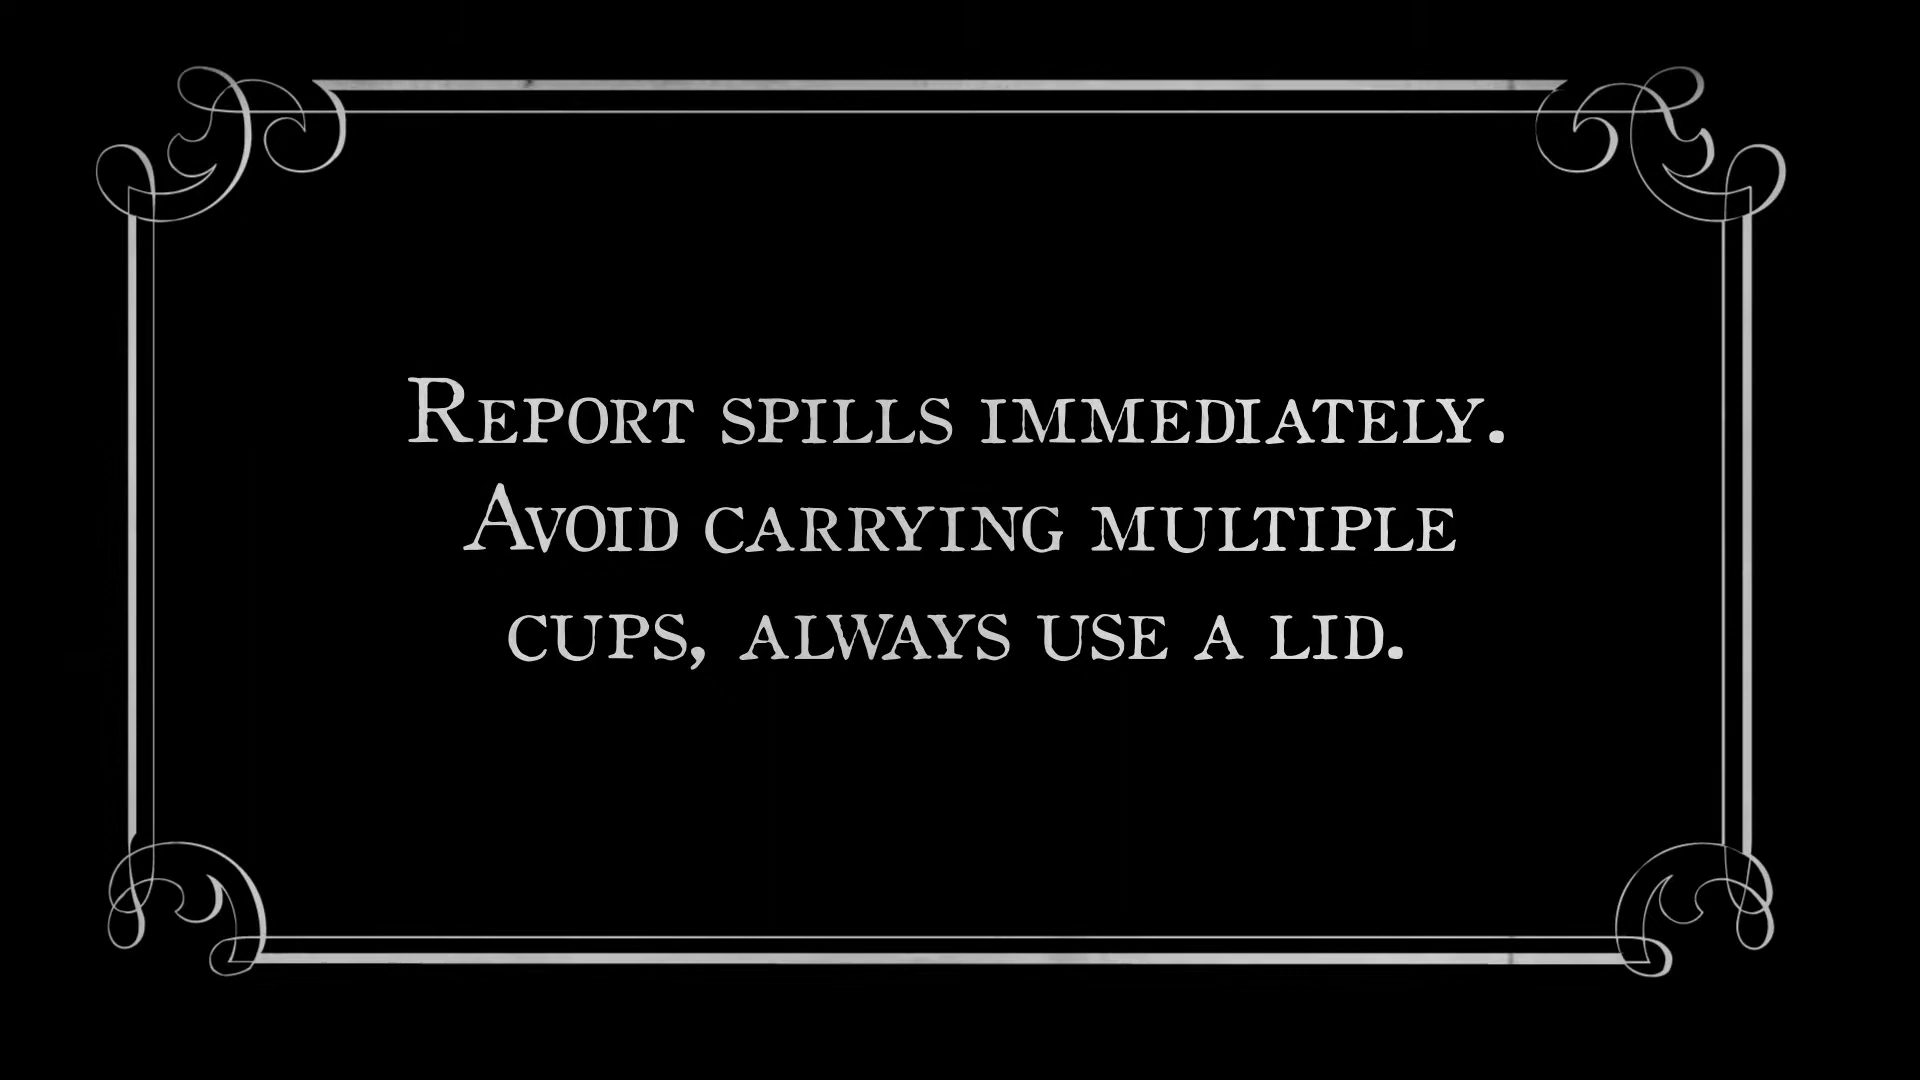 Report spills immediately.
Avoid carrying multiple
cups, always use a lid.